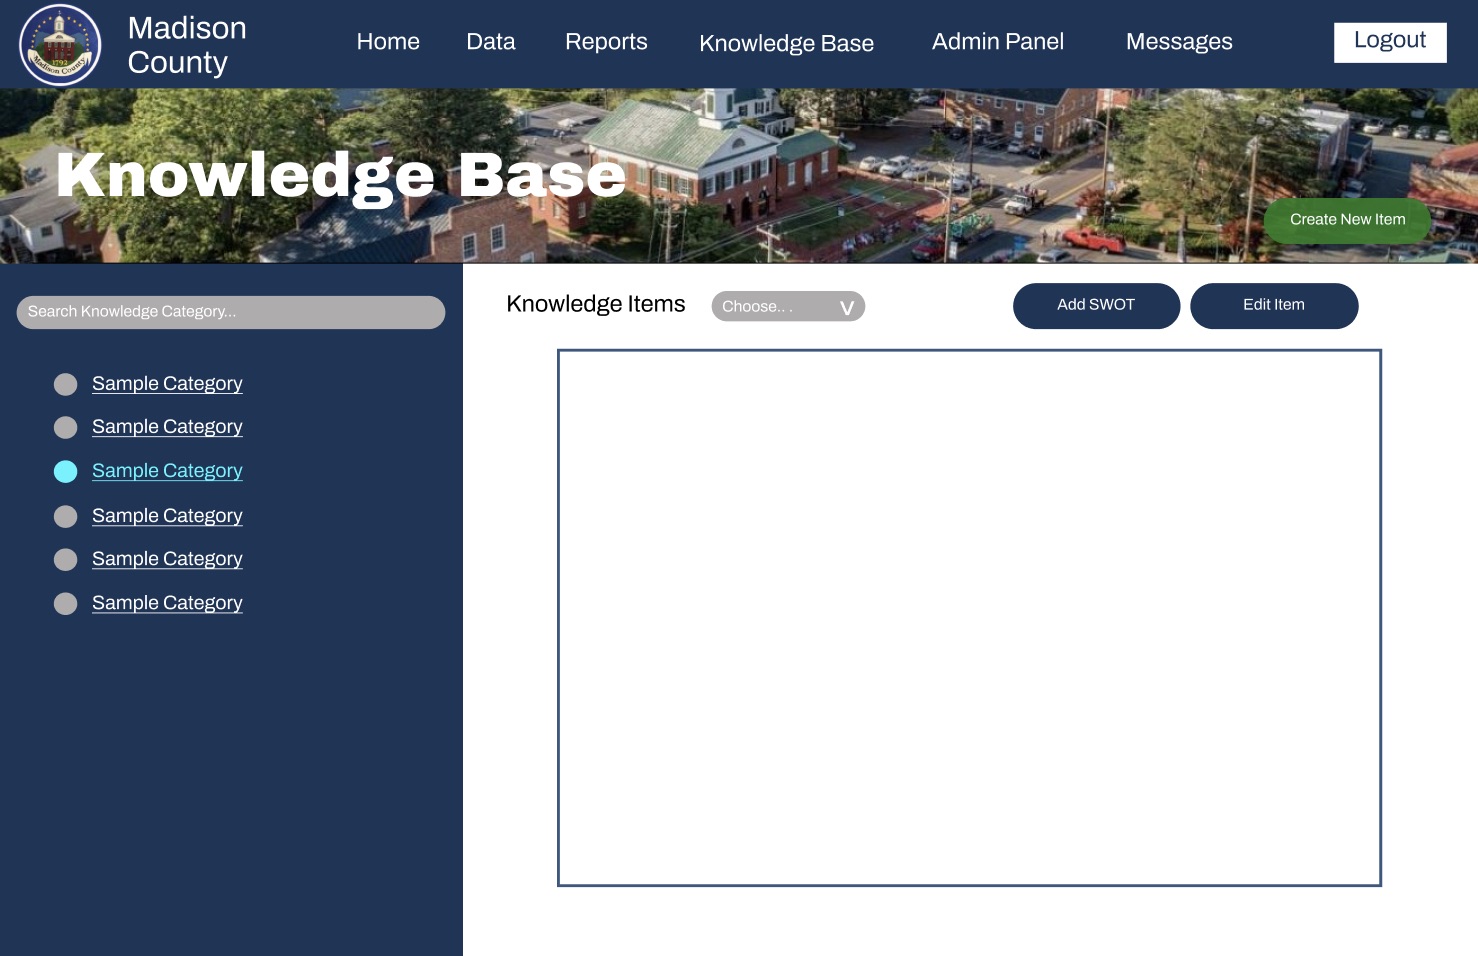 Madison
County
Home Data Reports Knowledge Base Admin Panel Messages Logout
Madison County
1792
Knowledge Base
Create New Item
Search Knowledge Category...
Knowledge Items Choose.. . V Add SWOT Edit Item
Sample Category
Sample Category
Sample Category
Sample Category
Sample Category
Sample Category